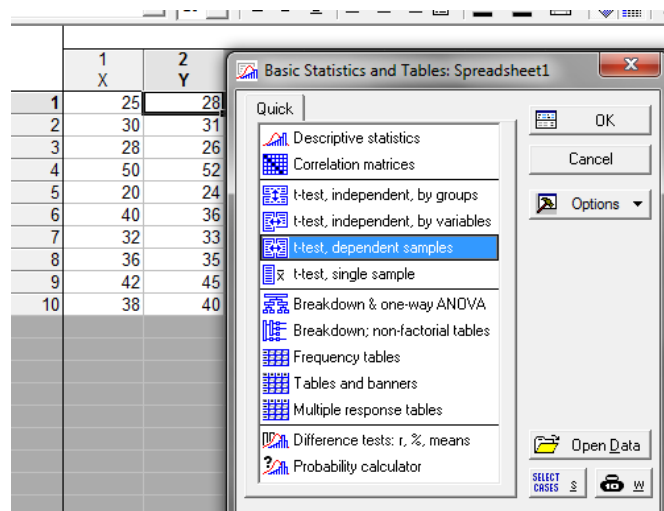 1 2
X Y
1 25 28
2 30 31
3 28 26
4 50 52
5 20 24
6 40 36
7 32 33
8 36 35
9 42 45
10 38 40
Basic Statistics and Tables: Spreadsheet1
Quick
Descriptive statistics
Correlation matrices
t-test, independent, by groups
t-test, independent, by variables
t-test, dependent samples
t-test, single sample
Breakdown & one-way ANOVA
Breakdown; non-factorial tables
Frequency tables
Tables and banners
Multiple response tables
Difference tests: r, %, means
Probability calculator
OK
Cancel
Options
Open Data
SELECT
CASES S
W